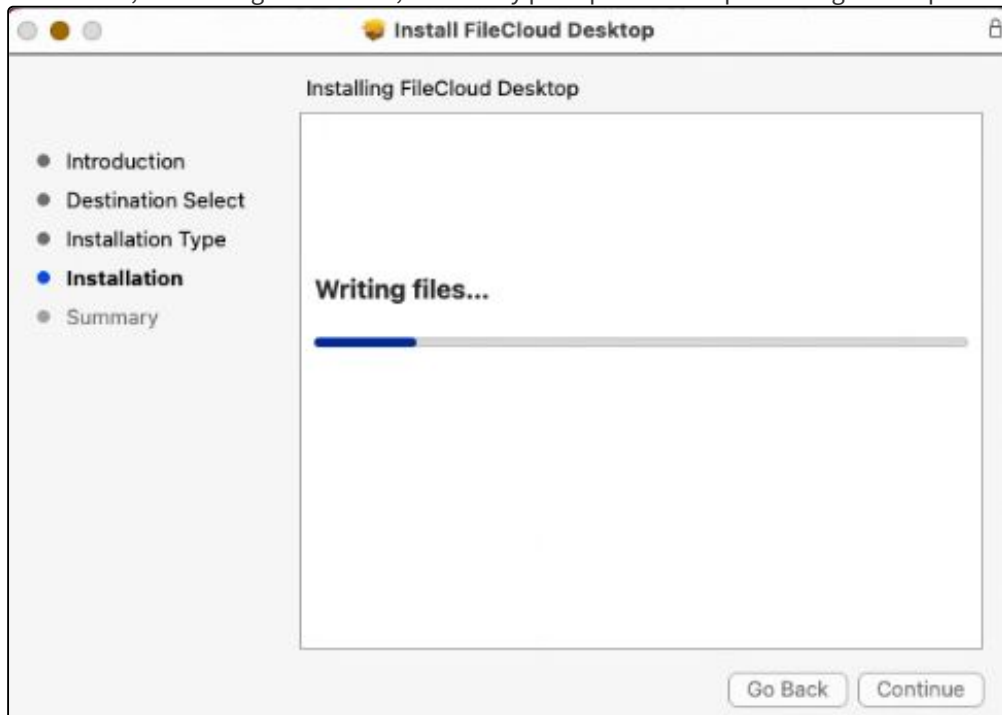 Install FileCloud Desktop
Installing FileCloud Desktop
Introduction
Destination Select
Installation Type
Installation
Summary
Writing files...
Go Back
Continue